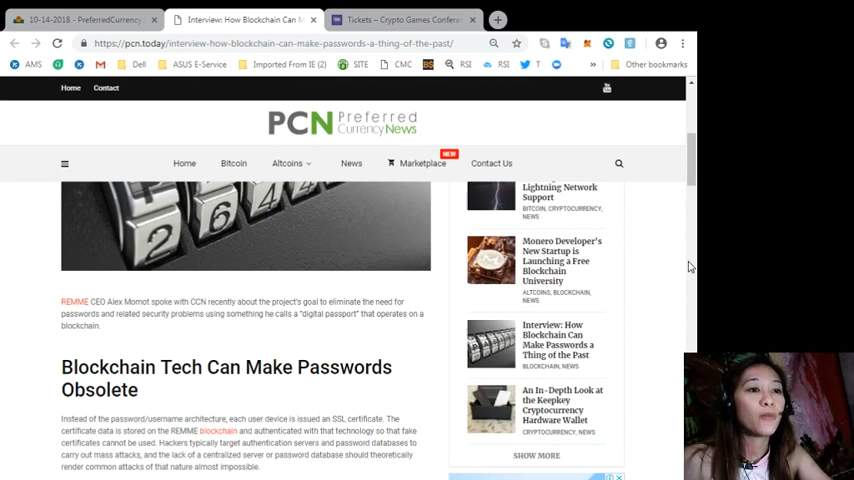 10-14-2018 - PreferredCurrency
Interview: How Blockchain Can M
Tickets – Crypto Games Confere
https://pcn.today/interview-how-blockchain-can-make-passwords-a-thing-of-the-past/
AMS
Dell
ASUS E-Service
Imported From IE (2)
SITE
CMC
RSI
RSI
T
Other bookmarks
Home
Contact
PCN Preferred
CurrencyNews
NEW
Home
Bitcoin
Altcoins
News
Marketplace
Contact Us
2 6 4 4
REMME CEO Alex Momot spoke with CCN recently about the project's goal to eliminate the need for
passwords and related security problems using something he calls a "digital passport" that operates on a
blockchain.
Blockchain Tech Can Make Passwords
Obsolete
Instead of the password/username architecture, each user device is issued an SSL certificate. The
certificate data is stored on the REMME blockchain and authenticated with that technology so that fake
certificates cannot be used. Hackers typically target authentication servers and password databases to
carry out mass attacks, and the lack of a centralized server or password database should theoretically
render common attacks of that nature almost impossible.
Lightning Network
Support
BITCOIN, CRYPTOCURRENCY,
NEWS
Monero Developer's
New Startup is
Launching a Free
Blockchain
University
ALTCOINS, BLOCKCHAIN,
NEWS
Interview: How
Blockchain Can
Make Passwords a
Thing of the Past
BLOCKCHAIN, NEWS
An In-Depth Look at
the Keepkey
Cryptocurrency
Hardware Wallet
CRYPTOCURRENCY, NEWS
SHOW MORE